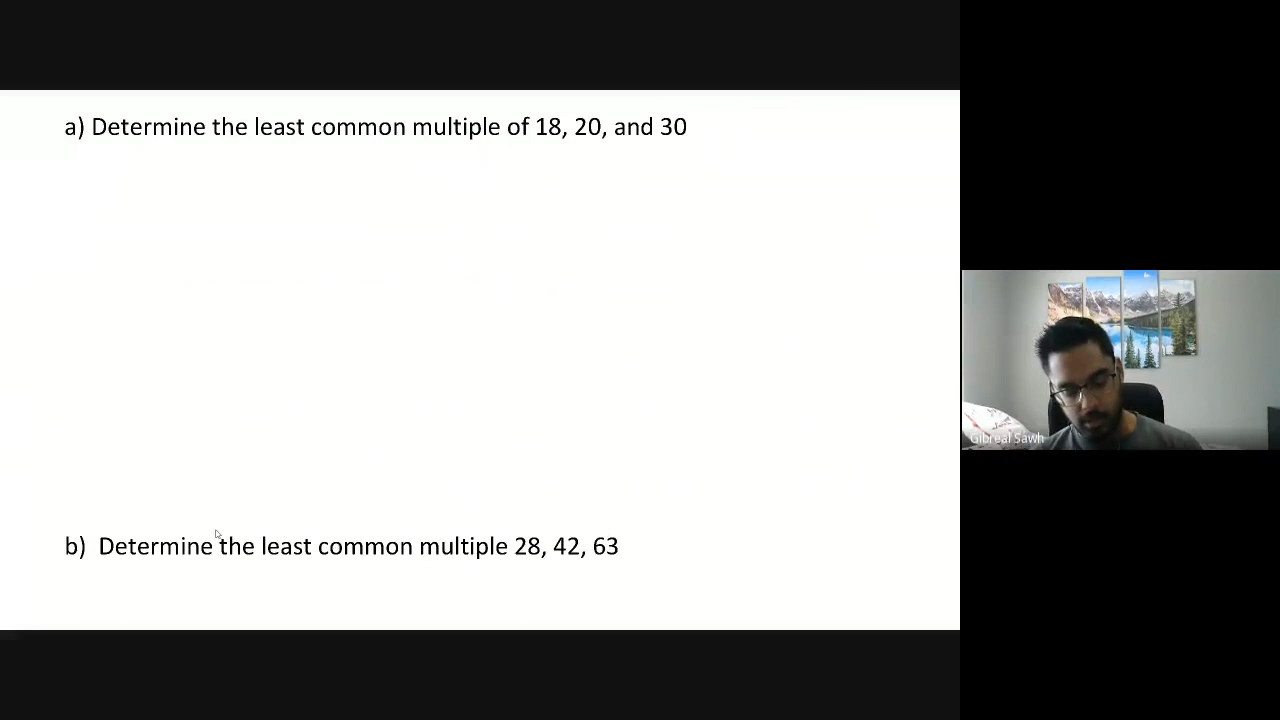 a) Determine the least common multiple of 18, 20, and 30
Gibreal Sawh
b) Determine the least common multiple 28, 42, 63